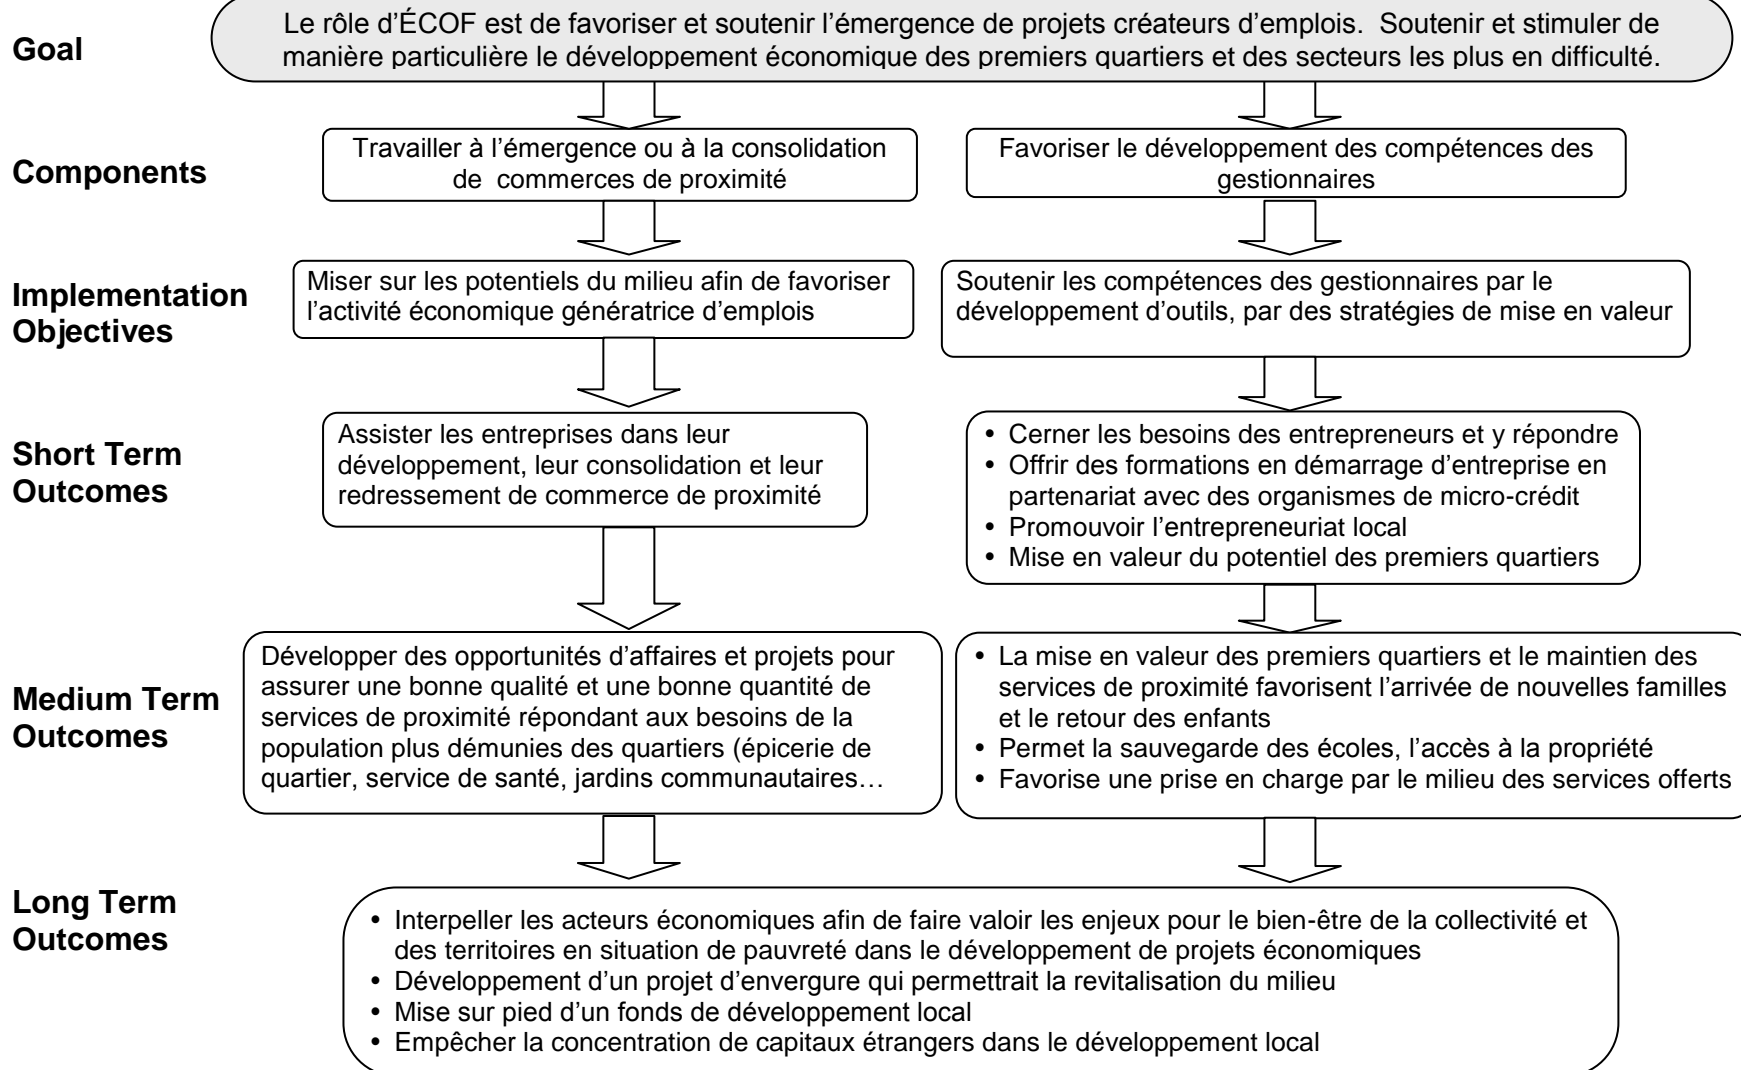 Goal
Le rôle d'ÉCOF est de favoriser et soutenir l'émergence de projets créateurs d'emplois.  Soutenir et stimuler de
manière particulière le développement économique des premiers quartiers et des secteurs les plus en difficulté.
Components
Travailler à l'émergence ou à la consolidation
de  commerces de proximité
Favoriser le développement des compétences des
gestionnaires
Implementation
Objectives
Miser sur les potentiels du milieu afin de favoriser
l'activité économique génératrice d'emplois
Soutenir les compétences des gestionnaires par le
développement d'outils, par des stratégies de mise en valeur
Short Term
Outcomes
Assister les entreprises dans leur
développement, leur consolidation et leur
redressement de commerce de proximité
• Cerner les besoins des entrepreneurs et y répondre
• Offrir des formations en démarrage d'entreprise en
partenariat avec des organismes de micro-crédit
• Promouvoir l'entrepreneuriat local
• Mise en valeur du potentiel des premiers quartiers
Medium Term
Outcomes
Développer des opportunités d'affaires et projets pour
assurer une bonne qualité et une bonne quantité de
services de proximité répondant aux besoins de la
population plus démunies des quartiers (épicerie de
quartier, service de santé, jardins communautaires…
• La mise en valeur des premiers quartiers et le maintien des
services de proximité favorisent l'arrivée de nouvelles familles
et le retour des enfants
• Permet la sauvegarde des écoles, l'accès à la propriété
• Favorise une prise en charge par le milieu des services offerts
Long Term
Outcomes
• Interpeller les acteurs économiques afin de faire valoir les enjeux pour le bien-être de la collectivité et
des territoires en situation de pauvreté dans le développement de projets économiques
• Développement d'un projet d'envergure qui permettrait la revitalisation du milieu
• Mise sur pied d'un fonds de développement local
• Empêcher la concentration de capitaux étrangers dans le développement local